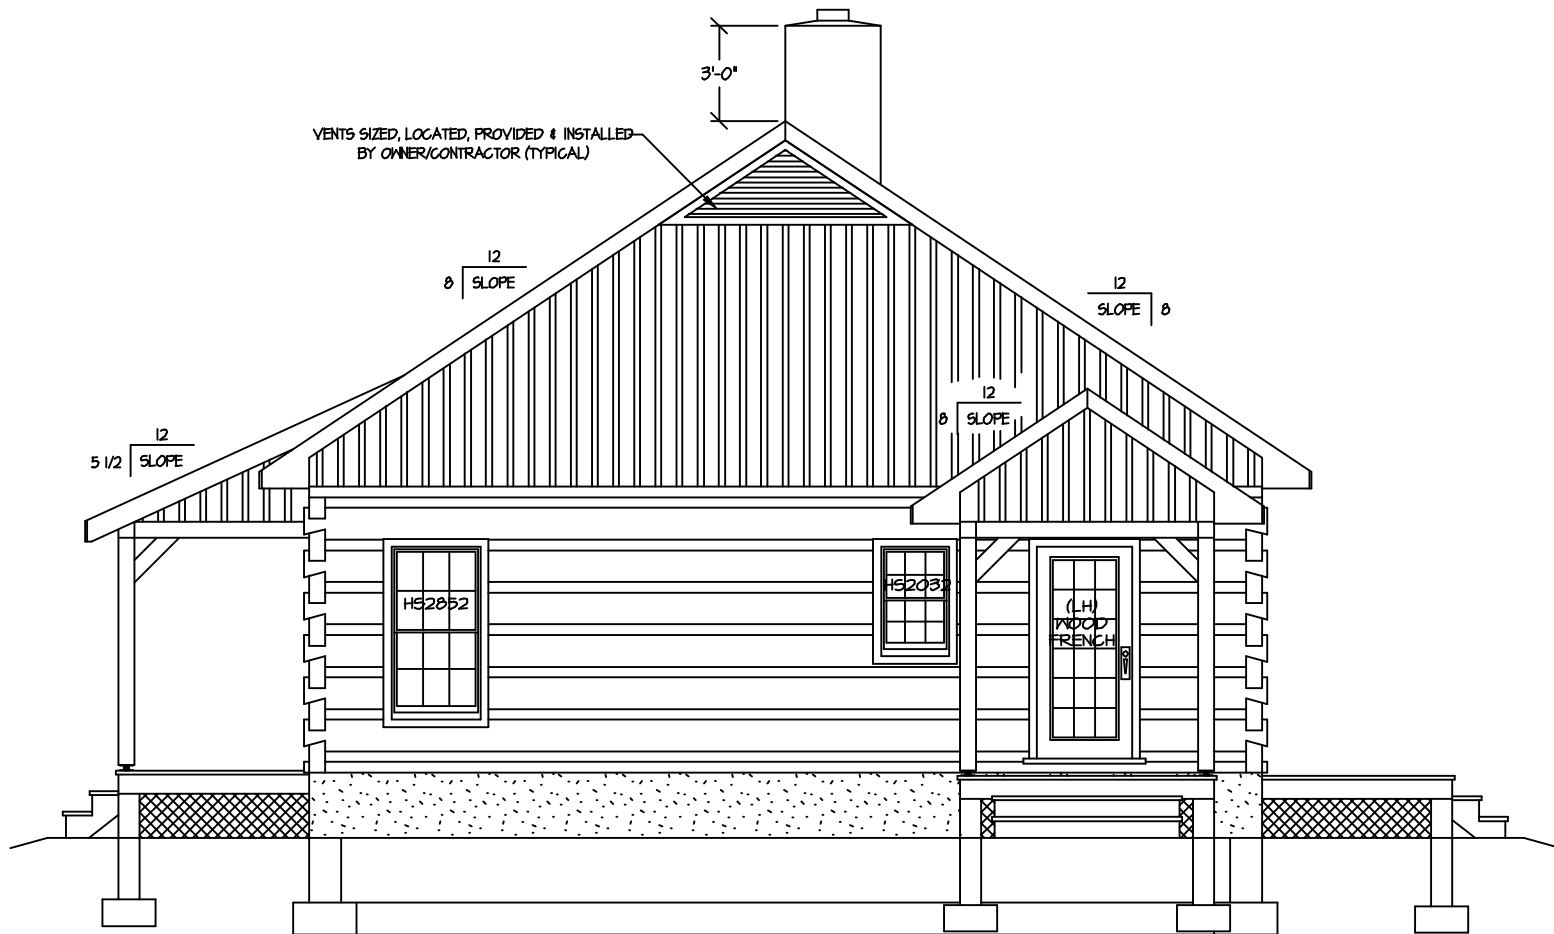 3'-0"
VENTS SIZED, LOCATED, PROVIDED & INSTALLED
BY OWNER/CONTRACTOR (TYPICAL)
12
8 SLOPE
12
SLOPE 8
12
8 SLOPE
12
5 1/2 SLOPE
HS2852
HS2032
(LH)
WOOD
FRENCH